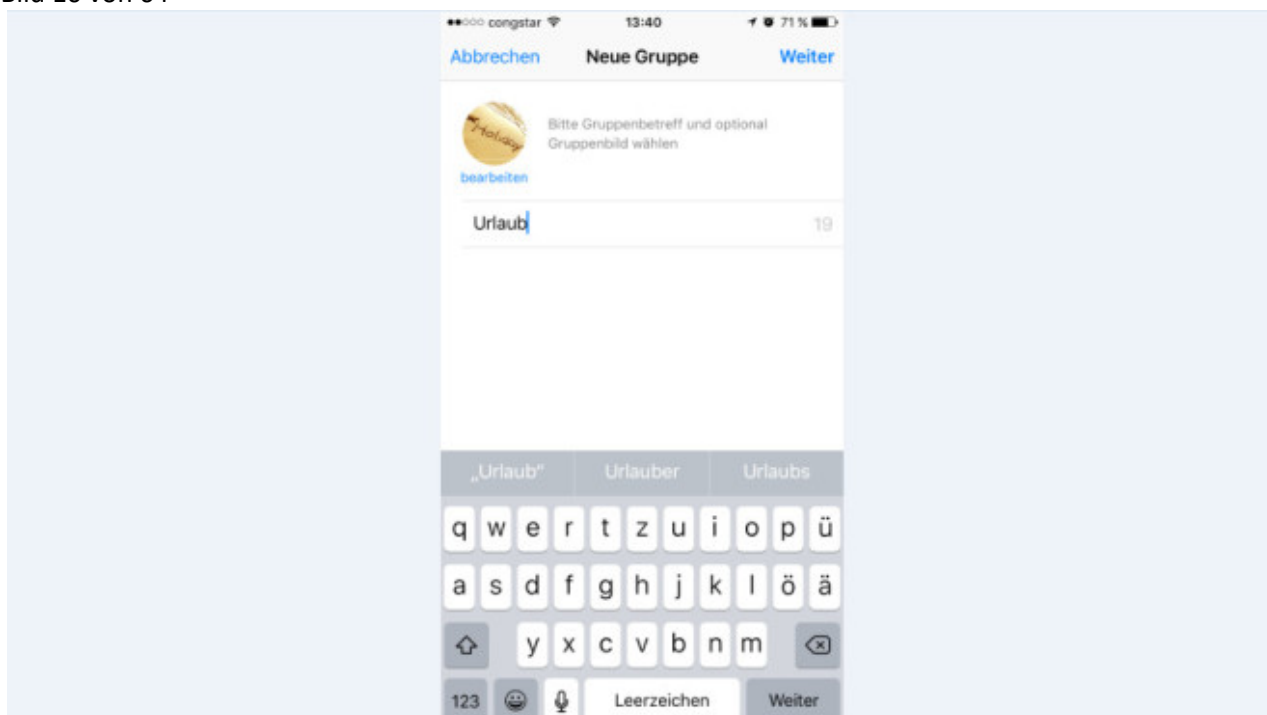 congstar 13:40 71 %
Abbrechen Neue Gruppe Weiter
Holiday
Bitte Gruppenbetreff und optional
Gruppenbild wählen
bearbeiten
Urlaub 19
„Urlaub“ Urlauber Urlaubs
q w e r t z u i o p ü
a s d f g h j k l ö ä
y x c v b n m
123 Leerzeichen Weiter